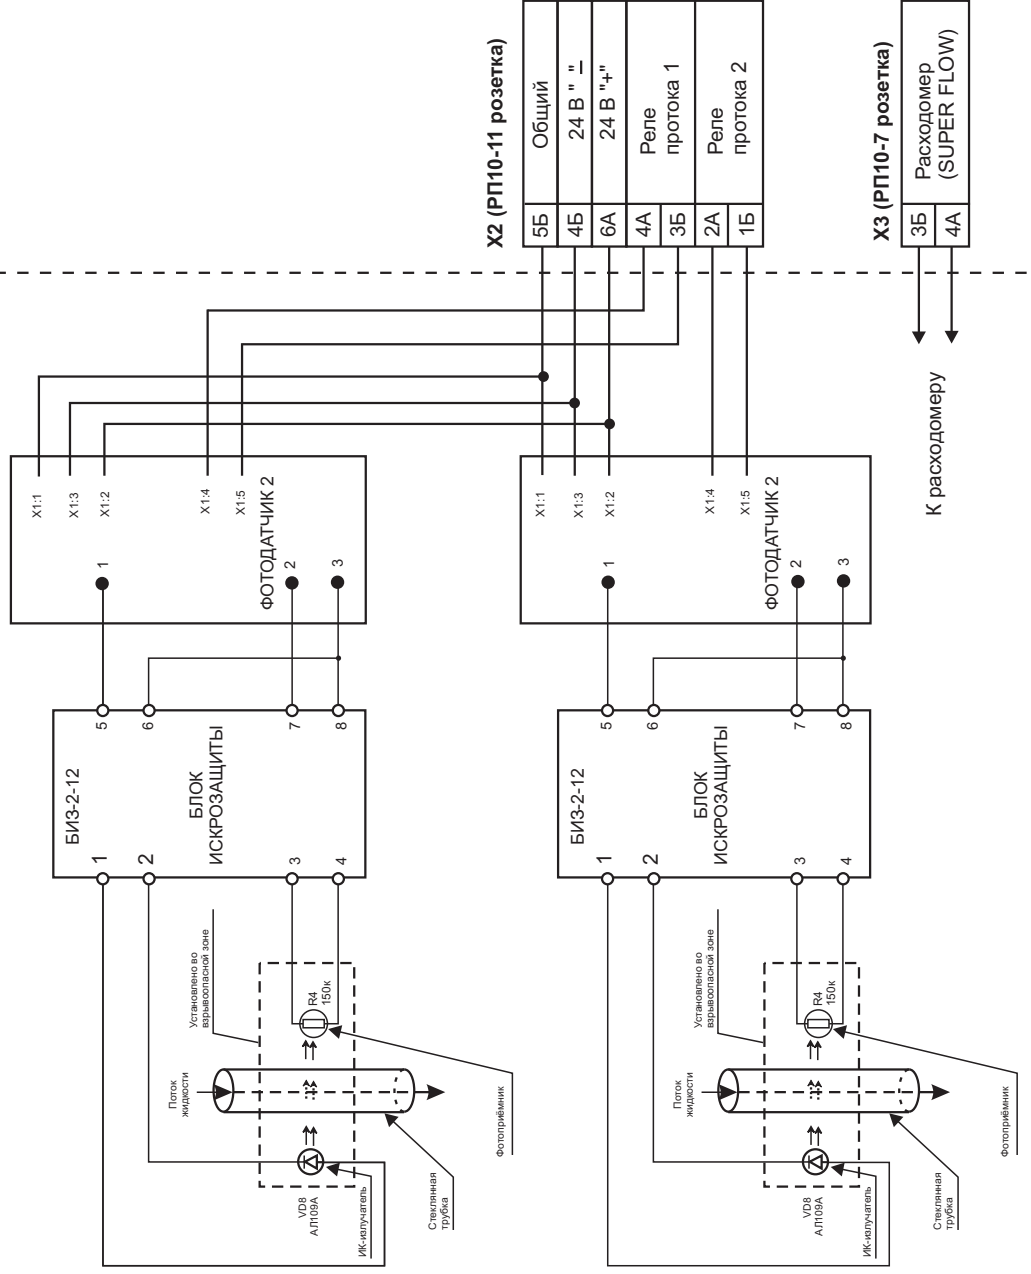 X2 (РП10-11 розетка)
5Б
Общий
4Б
24 В " – "
6А
24 В "+"
4А
3Б
Реле
протока 1
2А
1Б
Реле
протока 2
X3 (РП10-7 розетка)
3Б
4А
Расходомер
(SUPER FLOW)
К расходомеру
X1:1
X1:3
X1:2
X1:4
X1:5
ФОТОДАТЧИК 2
1
2
3
5
6
7
8
БИЗ-2-12
БЛОК
ИСКРОЗАЩИТЫ
1
2
3
4
Установлено во
взрывоопасной зоне
R4
150к
Поток
жидкости
Фотоприёмник
VD8
АЛ109А
ИК-излучатель
Стеклянная
трубка
X1:1
X1:3
X1:2
X1:4
X1:5
ФОТОДАТЧИК 2
1
2
3
5
6
7
8
БИЗ-2-12
БЛОК
ИСКРОЗАЩИТЫ
1
2
3
4
Установлено во
взрывоопасной зоне
R4
150к
Поток
жидкости
Фотоприёмник
VD8
АЛ109А
ИК-излучатель
Стеклянная
трубка